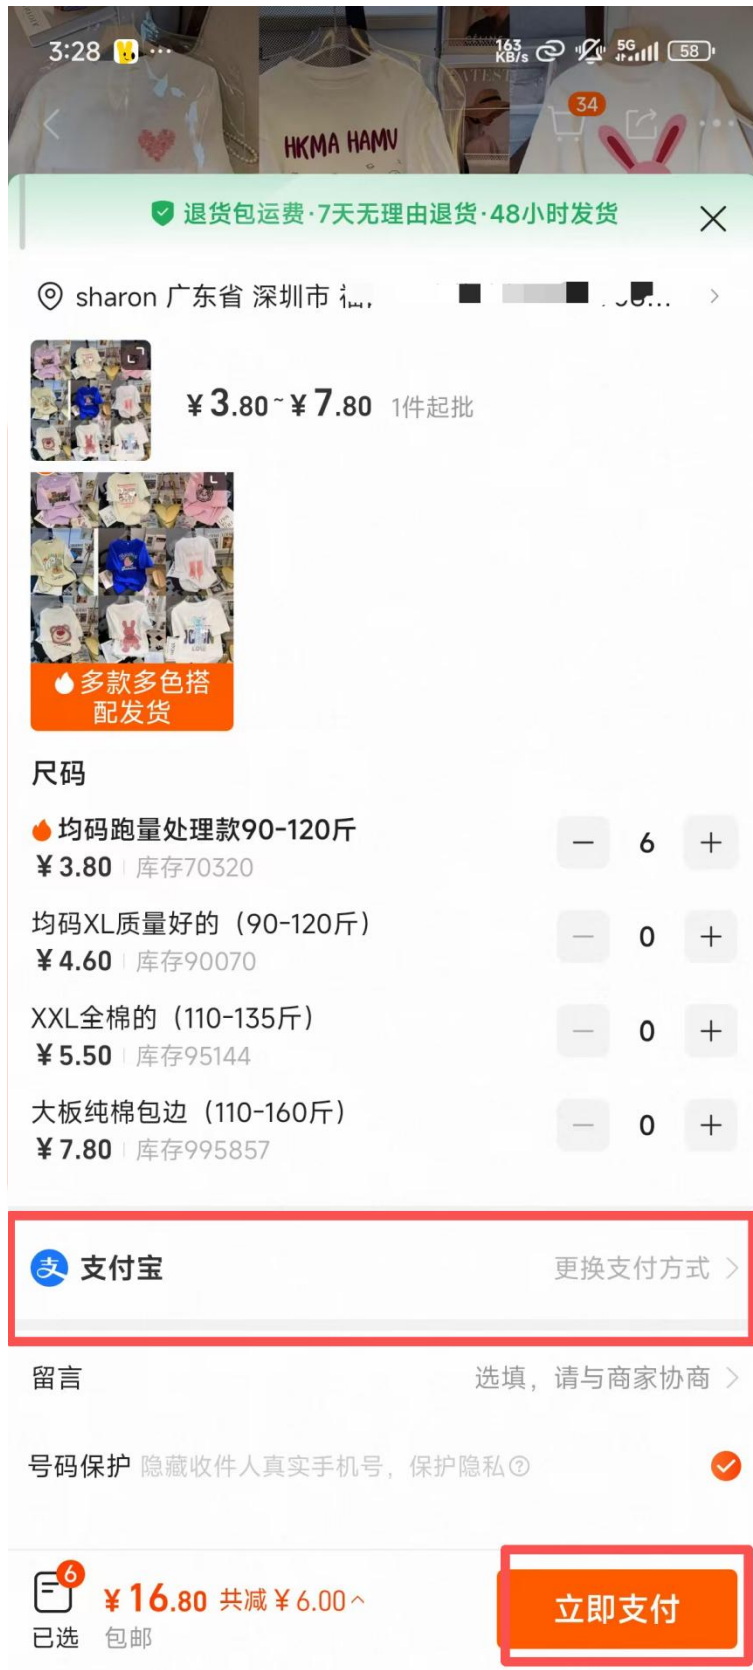 3:28
163 KB/s 5G 58
34
HKMA HAMU
退货包运费·7天无理由退货·48小时发货
sharon 广东省 深圳市
¥3.80~¥7.80 1件起批
多款多色搭
配发货
尺码
均码跑量处理款90-120斤
¥3.80 库存70320
6
均码XL质量好的（90-120斤）
¥4.60 库存90070
0
XXL全棉的（110-135斤）
¥5.50 库存95144
0
大板纯棉包边（110-160斤）
¥7.80 库存995857
0
支 支付宝 更换支付方式
留言 选填，请与商家协商
号码保护 隐藏收件人真实手机号，保护隐私
6
¥16.80 共减¥6.00
已选 包邮
立即支付